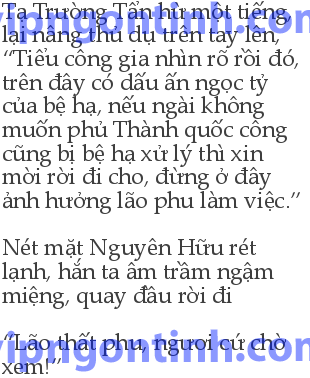 Tạ Trường Tấn hừ một tiếng,
lại nâng thủ dụ trên tay lên,
“Tiểu công gia nhìn rõ rồi đó,
trên đây có dấu ấn ngọc tỷ
của bệ hạ, nếu ngài không
muốn phủ Thành quốc công
cũng bị bệ hạ xử lý thì xin
mời rời đi cho, đừng ở đây
ảnh hưởng lão phu làm việc.”
Nét mặt Nguyên Hữu rét
lạnh, hắn ta âm trầm ngậm
miệng, quay đầu rời đi
“Lão thất phu, ngươi cứ chờ
xem!”
vipngontinh.com
vipngontinh.com